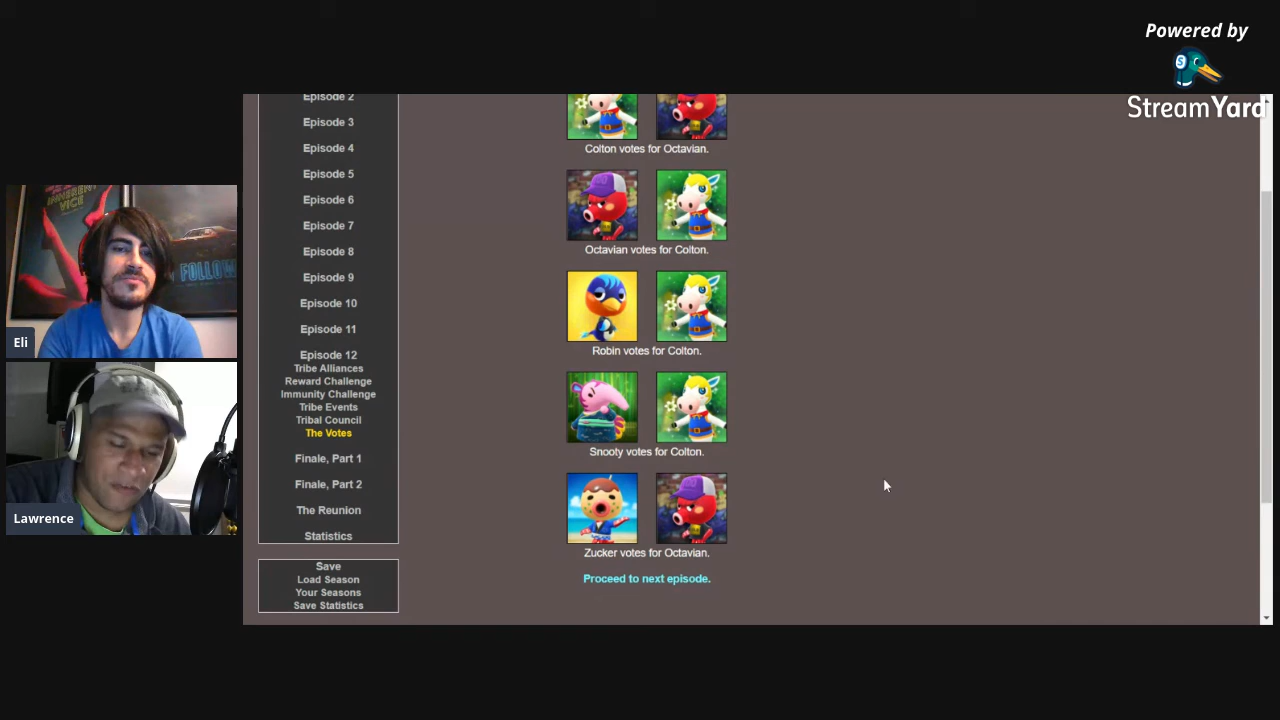 Powered by
StreamYard
Episode 2
Episode 3
Episode 4
Episode 5
Episode 6
Episode 7
Episode 8
Episode 9
Episode 10
Episode 11
Episode 12
Tribe Alliances
Reward Challenge
Immunity Challenge
Tribe Events
Tribal Council
The Votes
Finale, Part 1
Finale, Part 2
The Reunion
Statistics
Save
Load Season
Your Seasons
Save Statistics
Colton votes for Octavian.
Octavian votes for Colton.
Robin votes for Colton.
Snooty votes for Colton.
Zucker votes for Octavian.
Proceed to next episode.
INHERENT
VICE
FOLLOW
Eli
Lawrence